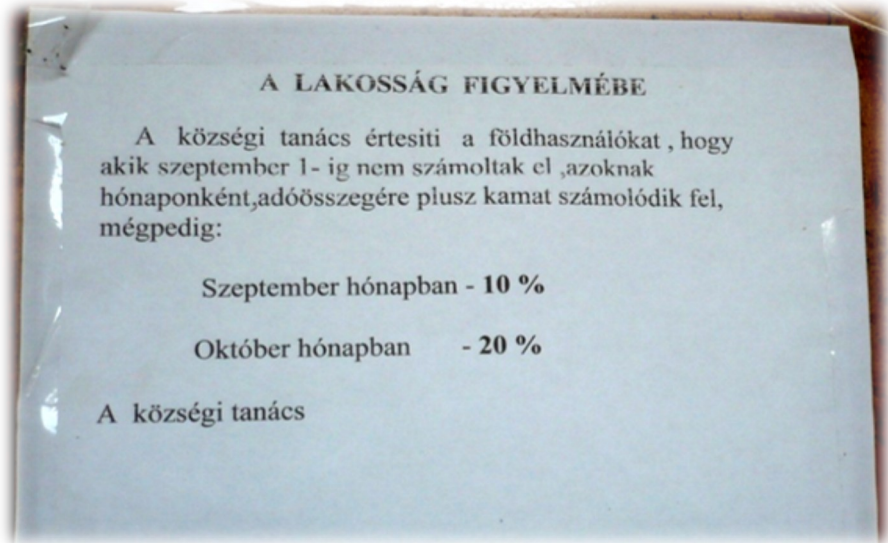 A LAKOSSÁG FIGYELMÉBE
A községi tanács értesiti a földhasználókat , hogy
akik szeptember 1- ig nem számoltak el ,azoknak
hónaponként,adóösszegére plusz kamat számolódik fel,
mégpedig:
Szeptember hónapban - 10 %
Október hónapban - 20 %
A községi tanács